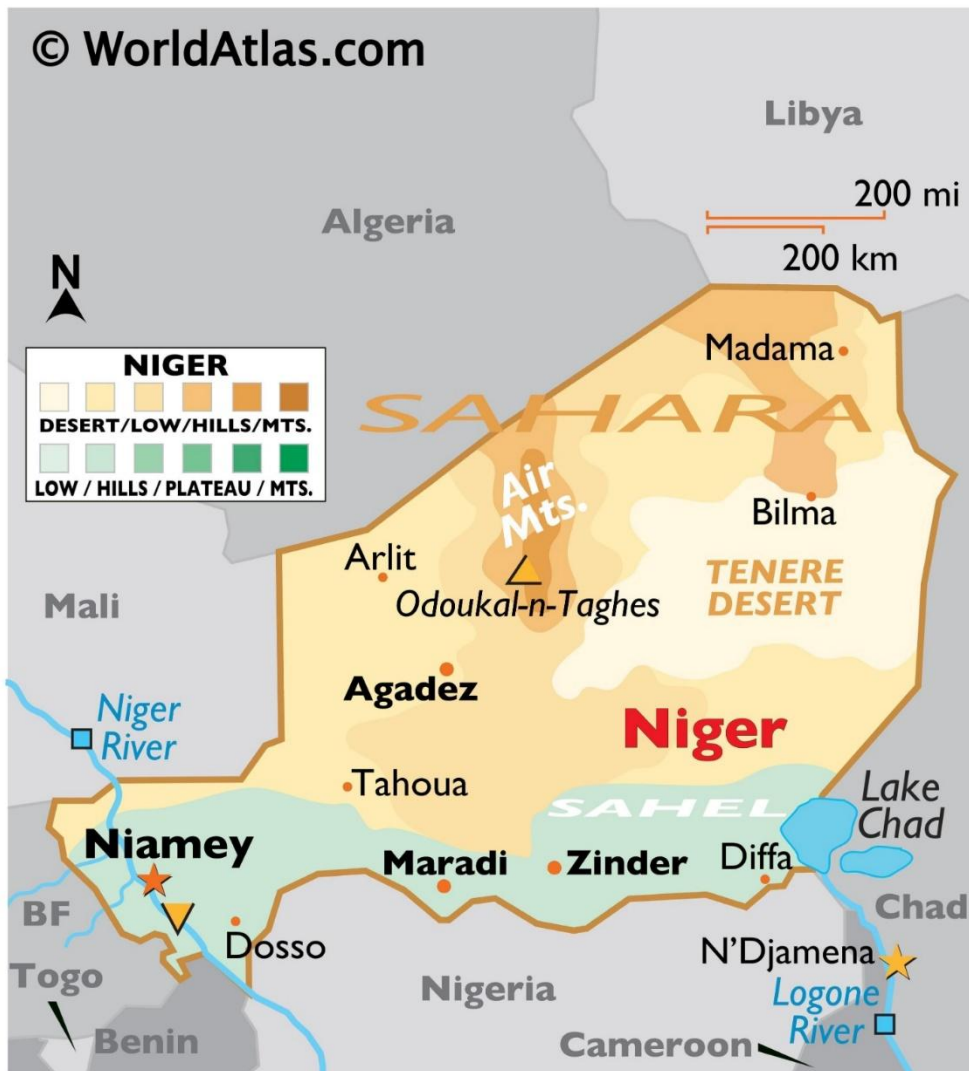 © WorldAtlas.com
Libya
200 mi
200 km
Algeria
N
NIGER
DESERT/LOW/HILLS/MTS.
LOW / HILLS / PLATEAU / MTS.
Madama
SAHARA
Air
Mts.
Bilma
Arlit
Odoukal-n-Taghes
TENERE
DESERT
Mali
Agadez
Niger
River
Niger
Tahoua
SAHEL
Lake
Chad
Niamey
Maradi
Zinder
Diffa
BF
Dosso
Chad
N'Djamena
Togo
Nigeria
Logone
River
Benin
Cameroon